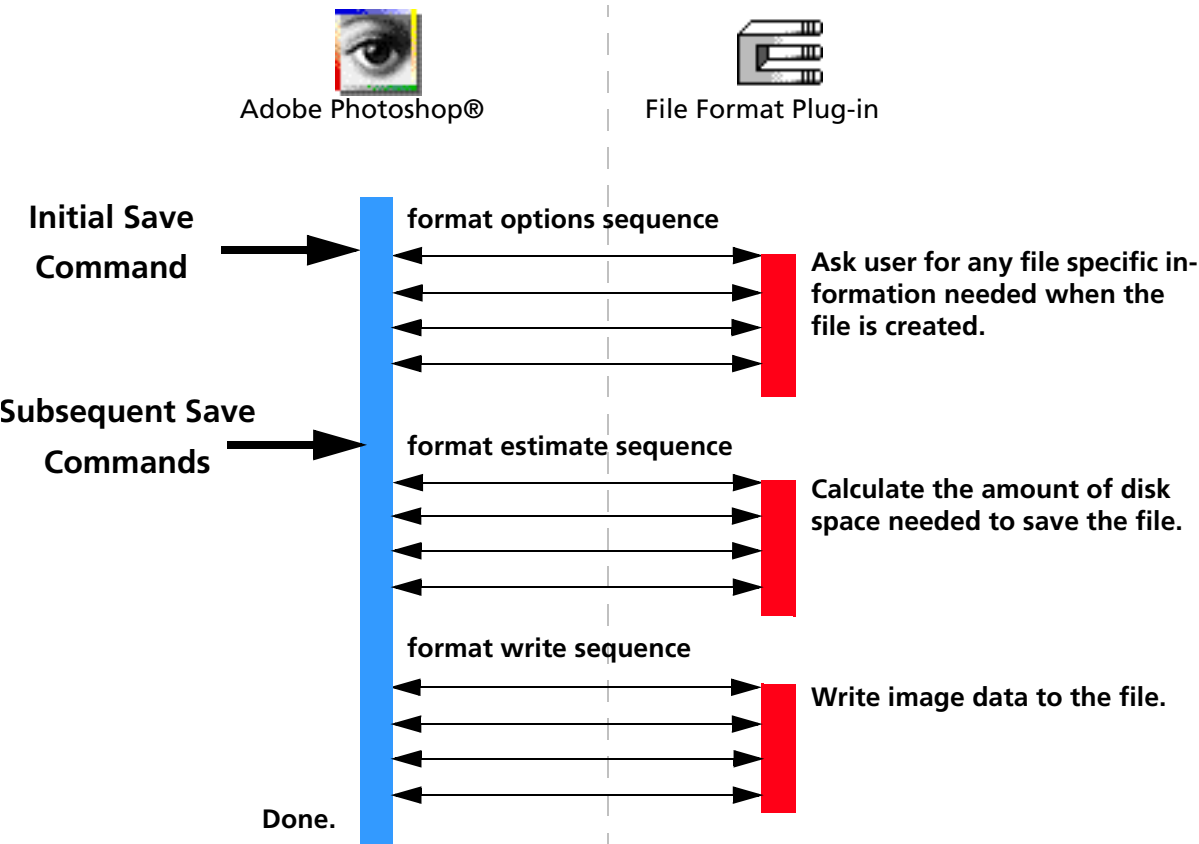 Adobe Photoshop®
File Format Plug-in
Initial Save
Command
format options sequence
Ask user for any file specific in-
formation needed when the
file is created.
Subsequent Save
Commands
format estimate sequence
Calculate the amount of disk
space needed to save the file.
format write sequence
Write image data to the file.
Done.